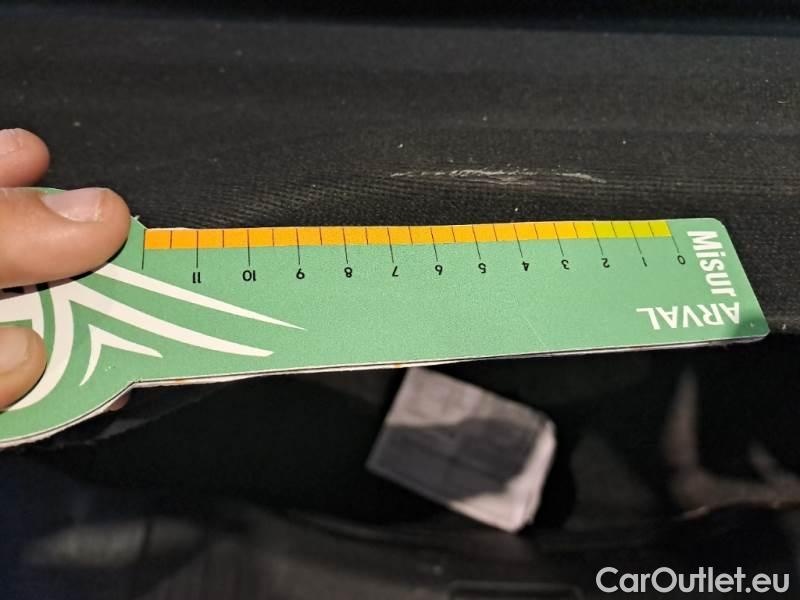 11 10 9 8 7 6 5 4 3 2 1 0
Misur
ARVAL
CarOutlet.eu